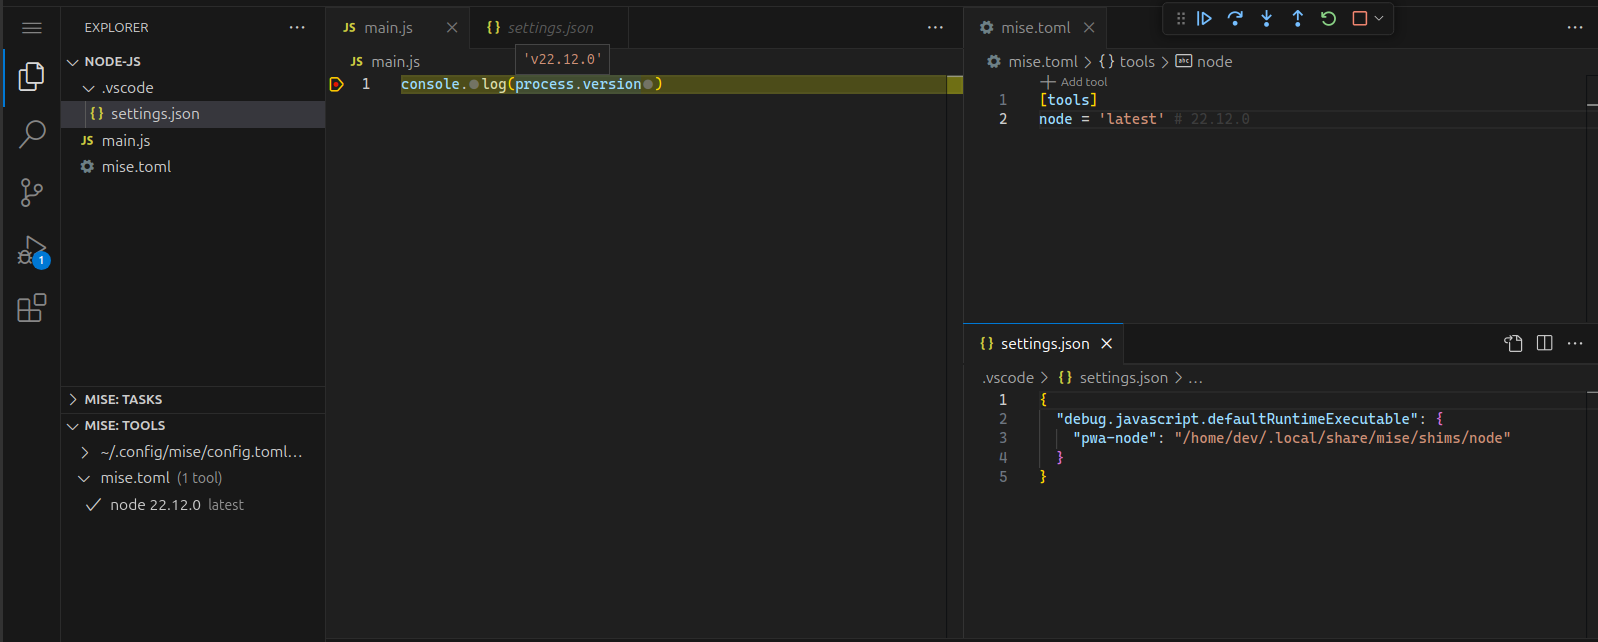 EXPLORER
NODE-JS
.vscode
{} settings.json
JS main.js
mise.toml
MISE: TASKS
MISE: TOOLS
~/.config/mise/config.toml...
mise.toml (1 tool)
node 22.12.0 latest
1
JS main.js
{} settings.json
JS main.js
'v22.12.0'
1 console.log(process.version)
mise.toml
mise.toml > {} tools > abc node
Add tool
1 [tools]
2 node = 'latest' # 22.12.0
{} settings.json
.vscode > {} settings.json > ...
1 {
2 "debug.javascript.defaultRuntimeExecutable": {
3 "pwa-node": "/home/dev/.local/share/mise/shims/node"
4 }
5 }